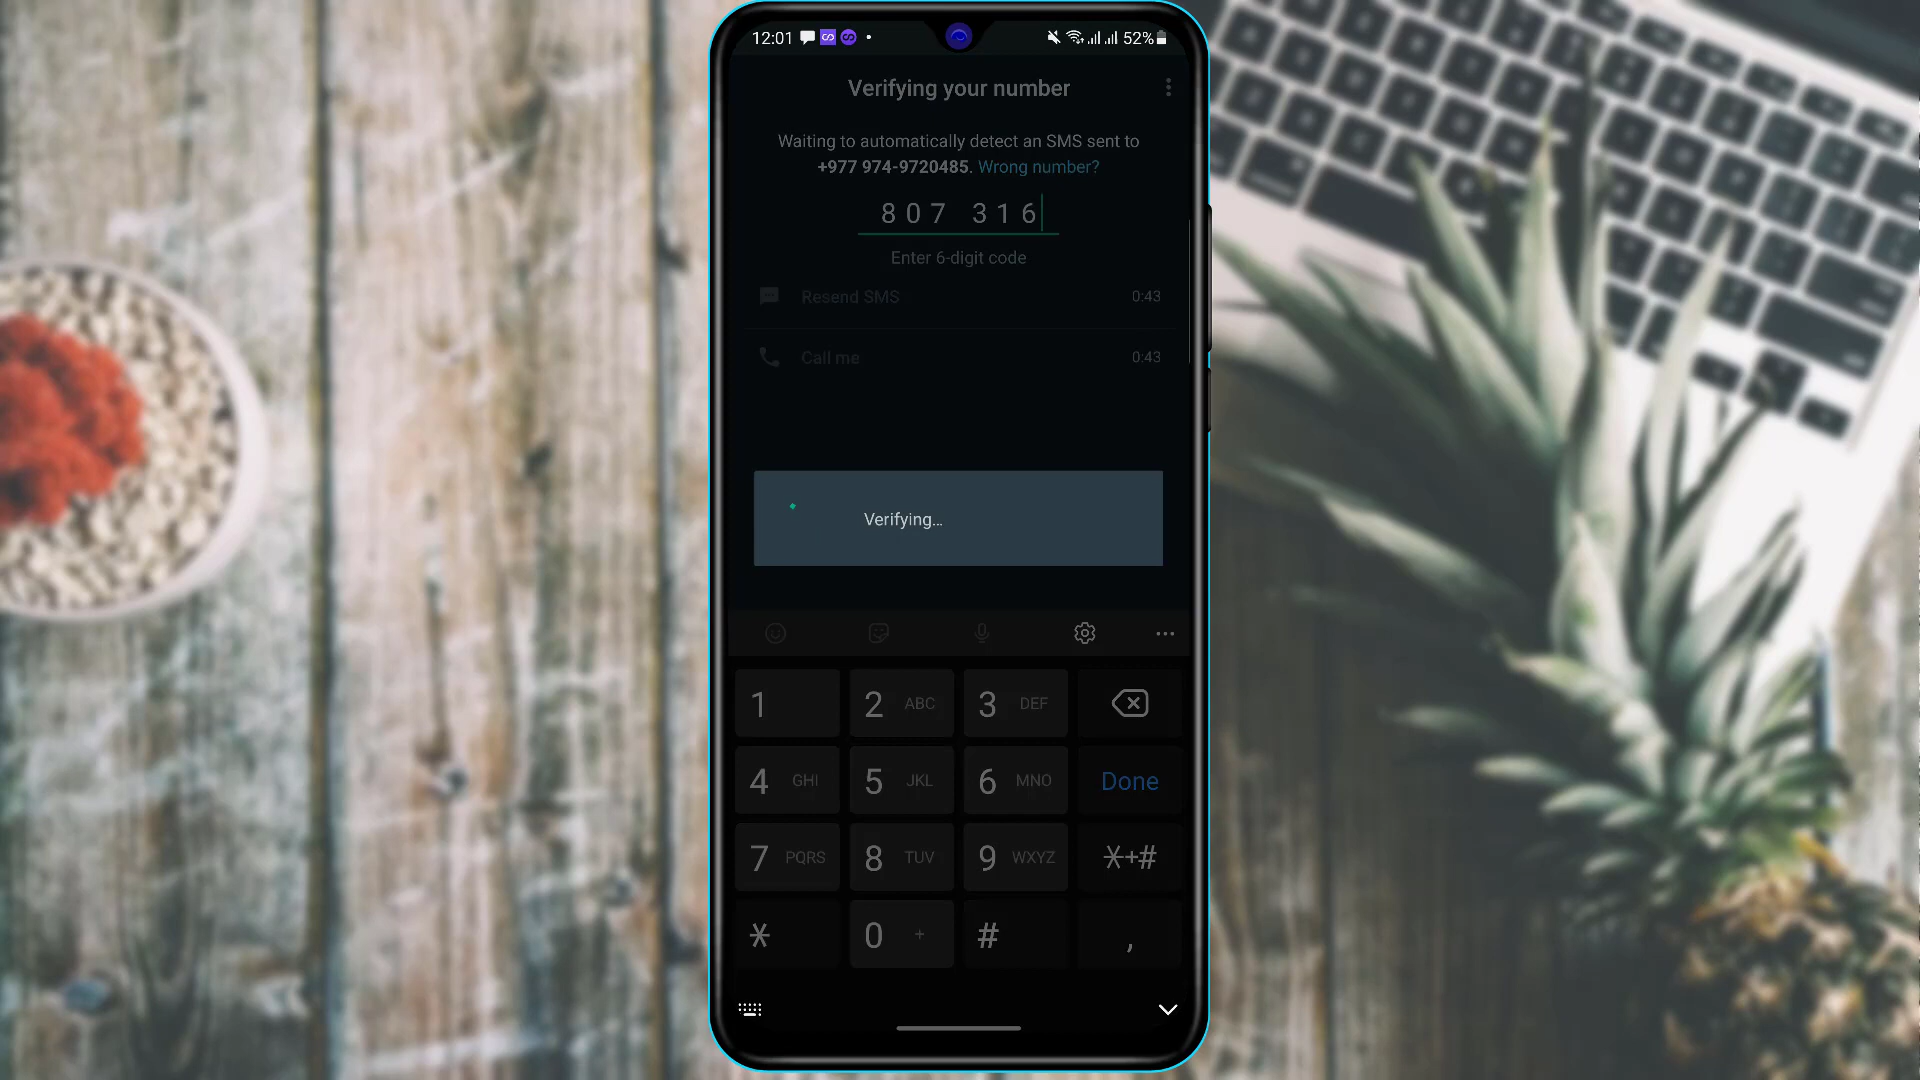 12:01 52%
Verifying your number
Waiting to automatically detect an SMS sent to
+977 974-9720485. Wrong number?
807 316
Enter 6-digit code
Resend SMS 0:43
Call me 0:43
Verifying...
1 2 ABC 3 DEF
4 GHI 5 JKL 6 MNO Done
7 PQRS 8 TUV 9 WXYZ *+#
* 0 + # ,